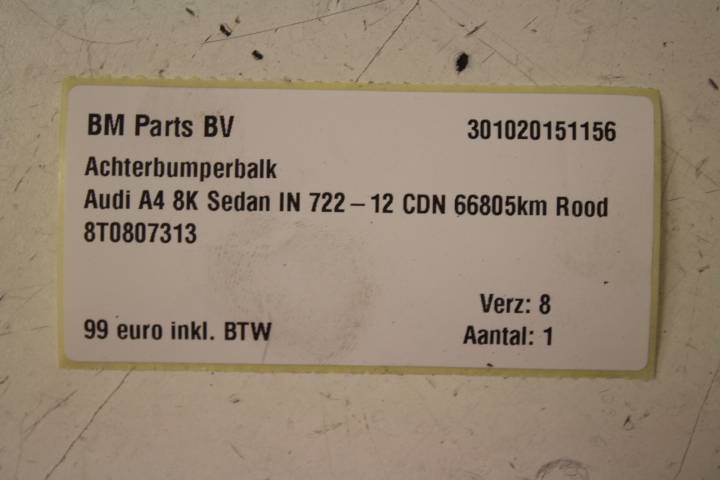 BM Parts BV 301020151156
Achterbumperbalk
Audi A4 8K Sedan IN 722 – 12 CDN 66805km Rood
8T0807313
Verz: 8
99 euro inkl. BTW Aantal: 1